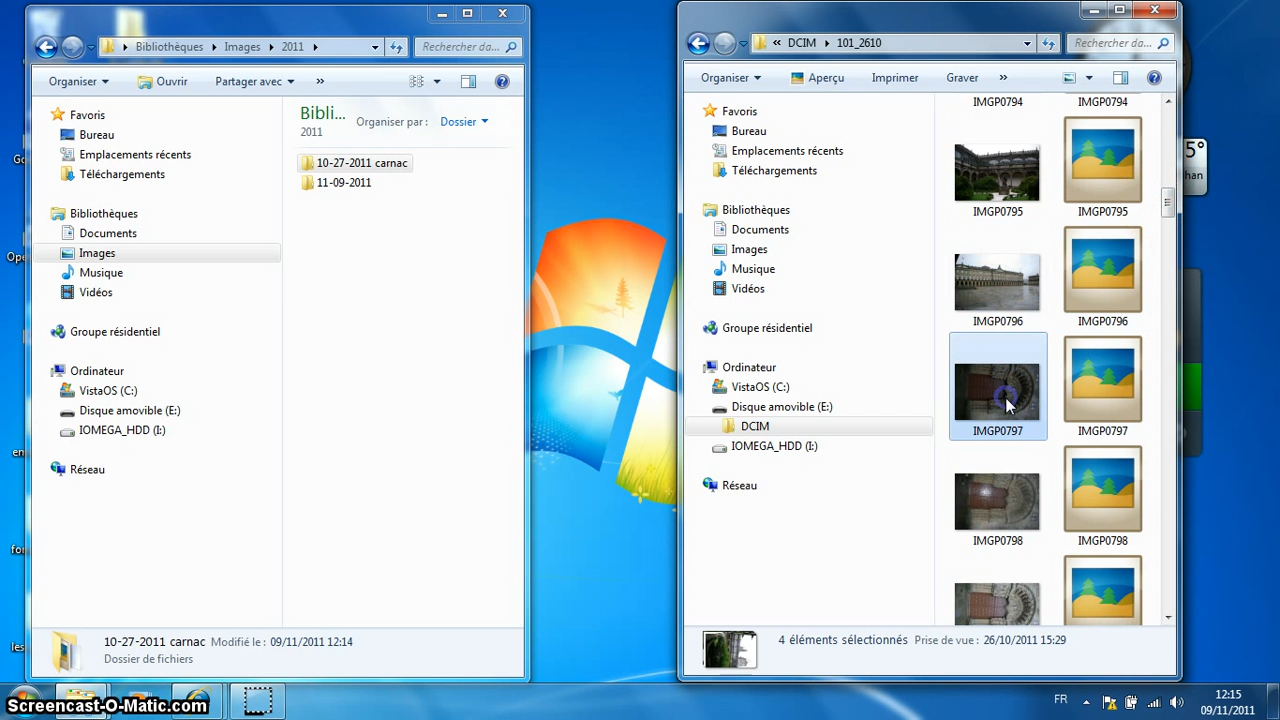 Bibliothèques Images 2011
Rechercher da...
Organiser Ouvrir Partager avec »
Favoris
Bureau
Emplacements récents
Téléchargements
Bibliothèques
Documents
Images
Musique
Vidéos
Groupe résidentiel
Ordinateur
VistaOS (C:)
Disque amovible (E:)
IOMEGA_HDD (I:)
Réseau
Bibli...
2011
Organiser par : Dossier
10-27-2011 carnac
11-09-2011
10-27-2011 carnac Modifié le : 09/11/2011 12:14
Dossier de fichiers
« DCIM 101_2610
Rechercher da...
Organiser Aperçu Imprimer Graver »
Favoris
Bureau
Emplacements récents
Téléchargements
Bibliothèques
Documents
Images
Musique
Vidéos
Groupe résidentiel
Ordinateur
VistaOS (C:)
Disque amovible (E:)
DCIM
IOMEGA_HDD (I:)
Réseau
IMGP0794 IMGP0794
IMGP0795 IMGP0795
IMGP0796 IMGP0796
IMGP0797 IMGP0797
IMGP0798 IMGP0798
4 éléments sélectionnés Prise de vue : 26/10/2011 15:29
5°
han
Screencast-O-Matic.com
FR
12:15
09/11/2011